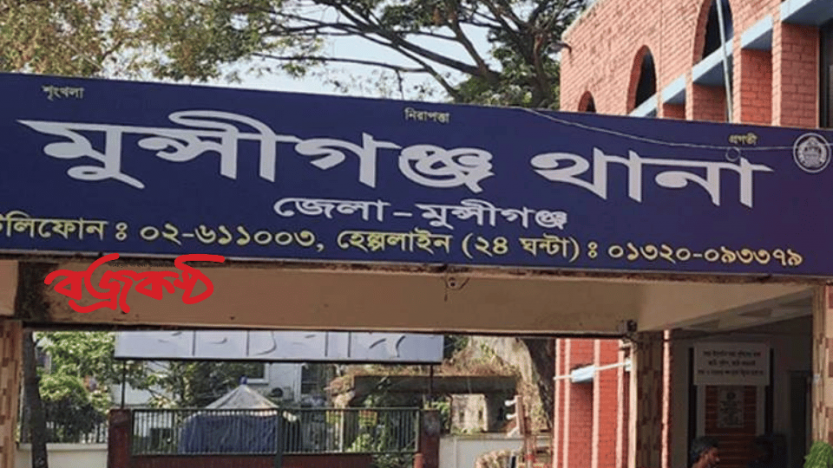 শৃংখলা নিরাপত্তা প্রগতী
মুন্সীগঞ্জ থানা
জেলা - মুন্সীগঞ্জ
টেলিফোন : ০২-৬১১০০৩, হেল্পলাইন (২৪ ঘন্টা) : ০১৩২০-০৯৩৩৭৯
বজ্রকন্ঠ